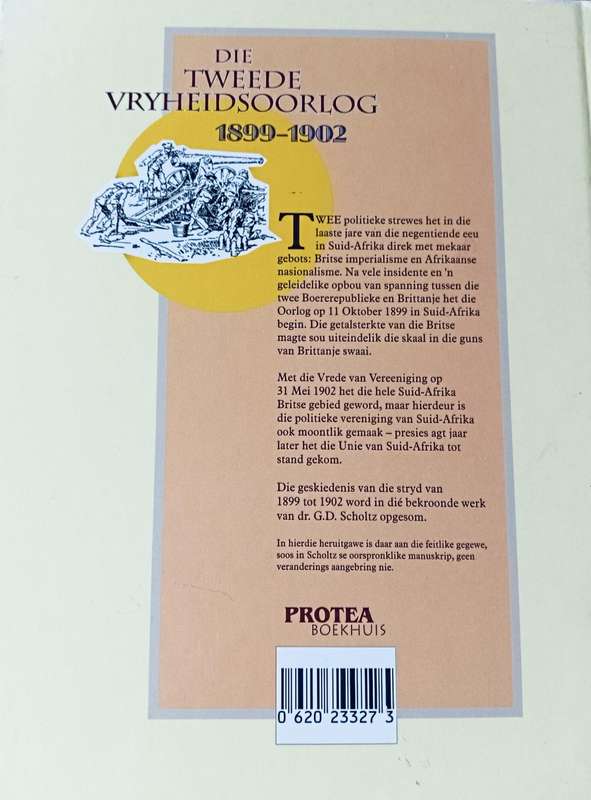 DIE
TWEEDE
VRYHEIDSOORLOG
1899–1902
TWEE politieke strewes het in die
laaste jare van die negentiende eeu
in Suid-Afrika direk met mekaar
gebots: Britse imperialisme en Afrikaanse
nasionalisme. Na vele insidente en 'n
geleidelike opbou van spanning tussen die
twee Boererepublieke en Brittanje het die
Oorlog op 11 Oktober 1899 in Suid-Afrika
begin. Die getalsterkte van die Britse
magte sou uiteindelik die skaal in die guns
van Brittanje swaai.
Met die Vrede van Vereeniging op
31 Mei 1902 het die hele Suid-Afrika
Britse gebied geword, maar hierdeur is
die politieke vereniging van Suid-Afrika
ook moontlik gemaak – presies agt jaar
later het die Unie van Suid-Afrika tot
stand gekom.
Die geskiedenis van die stryd van
1899 tot 1902 word in dié bekroonde werk
van dr. G.D. Scholtz opgesom.
In hierdie heruitgawe is daar aan die feitlike gegewe,
soos in Scholtz se oorspronklike manuskrip, geen
veranderings aangebring nie.
PROTEA
BOEKHUIS
0 620 23327 3